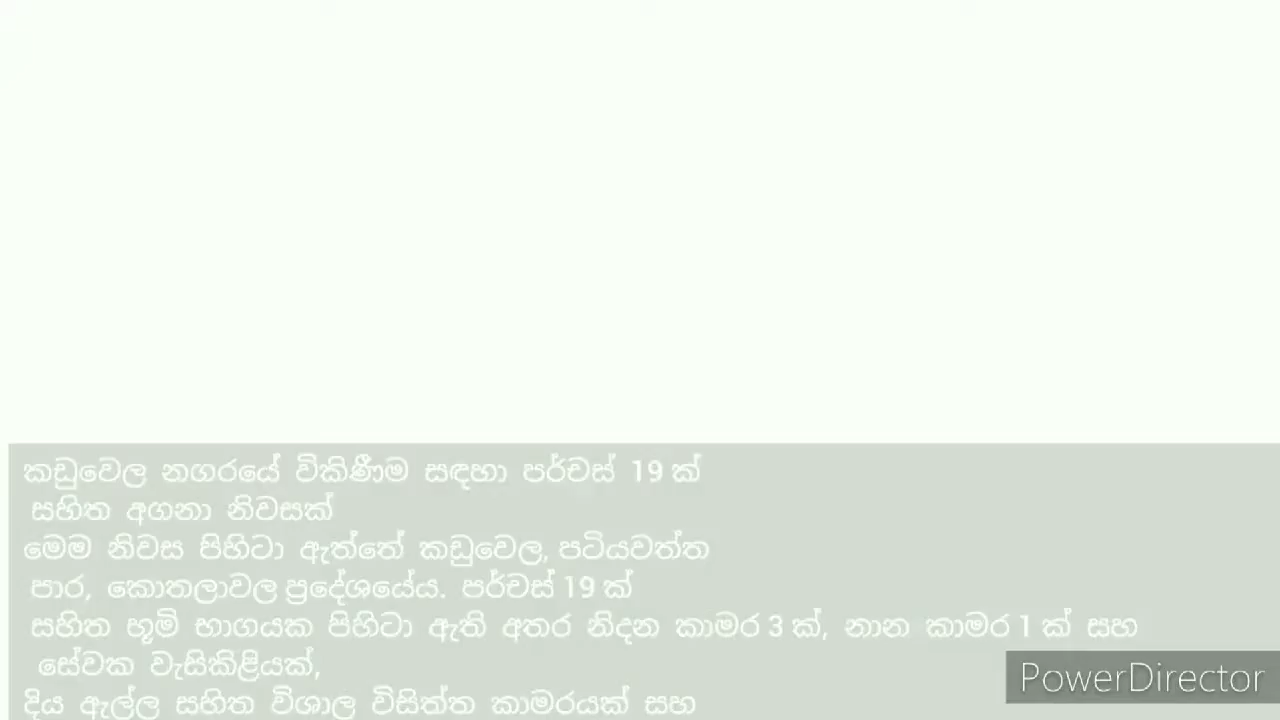 කඩුවෙල නගරයේ විකිණීම සඳහා පර්චස් 19 ක්
සහිත අගනා නිවසක්
මෙම නිවස පිහිටා ඇත්තේ කඩුවෙල, පටියවත්ත
පාර, කොතලාවල ප්‍රදේශයේය. පර්චස් 19 ක්
සහිත භූමි භාගයක පිහිටා ඇති අතර නිදන කාමර 3 ක්, නාන කාමර 1 ක් සහ
සේවක වැසිකිළියක්,
PowerDirector
දිය ඇල්ල සහිත විශාල විසිත්ත කාමරයක් සහ